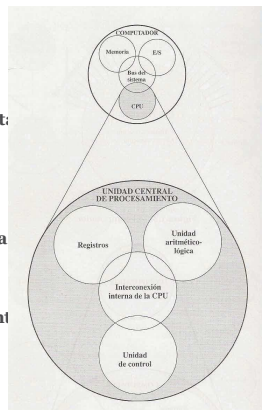 COMPUTADOR
Memoria
E/S
Bus del
sistema
CPU
UNIDAD CENTRAL
DE PROCESAMIENTO
Registros
Unidad
aritmético-
lógica
Interconexión
interna de la CPU
Unidad
de control